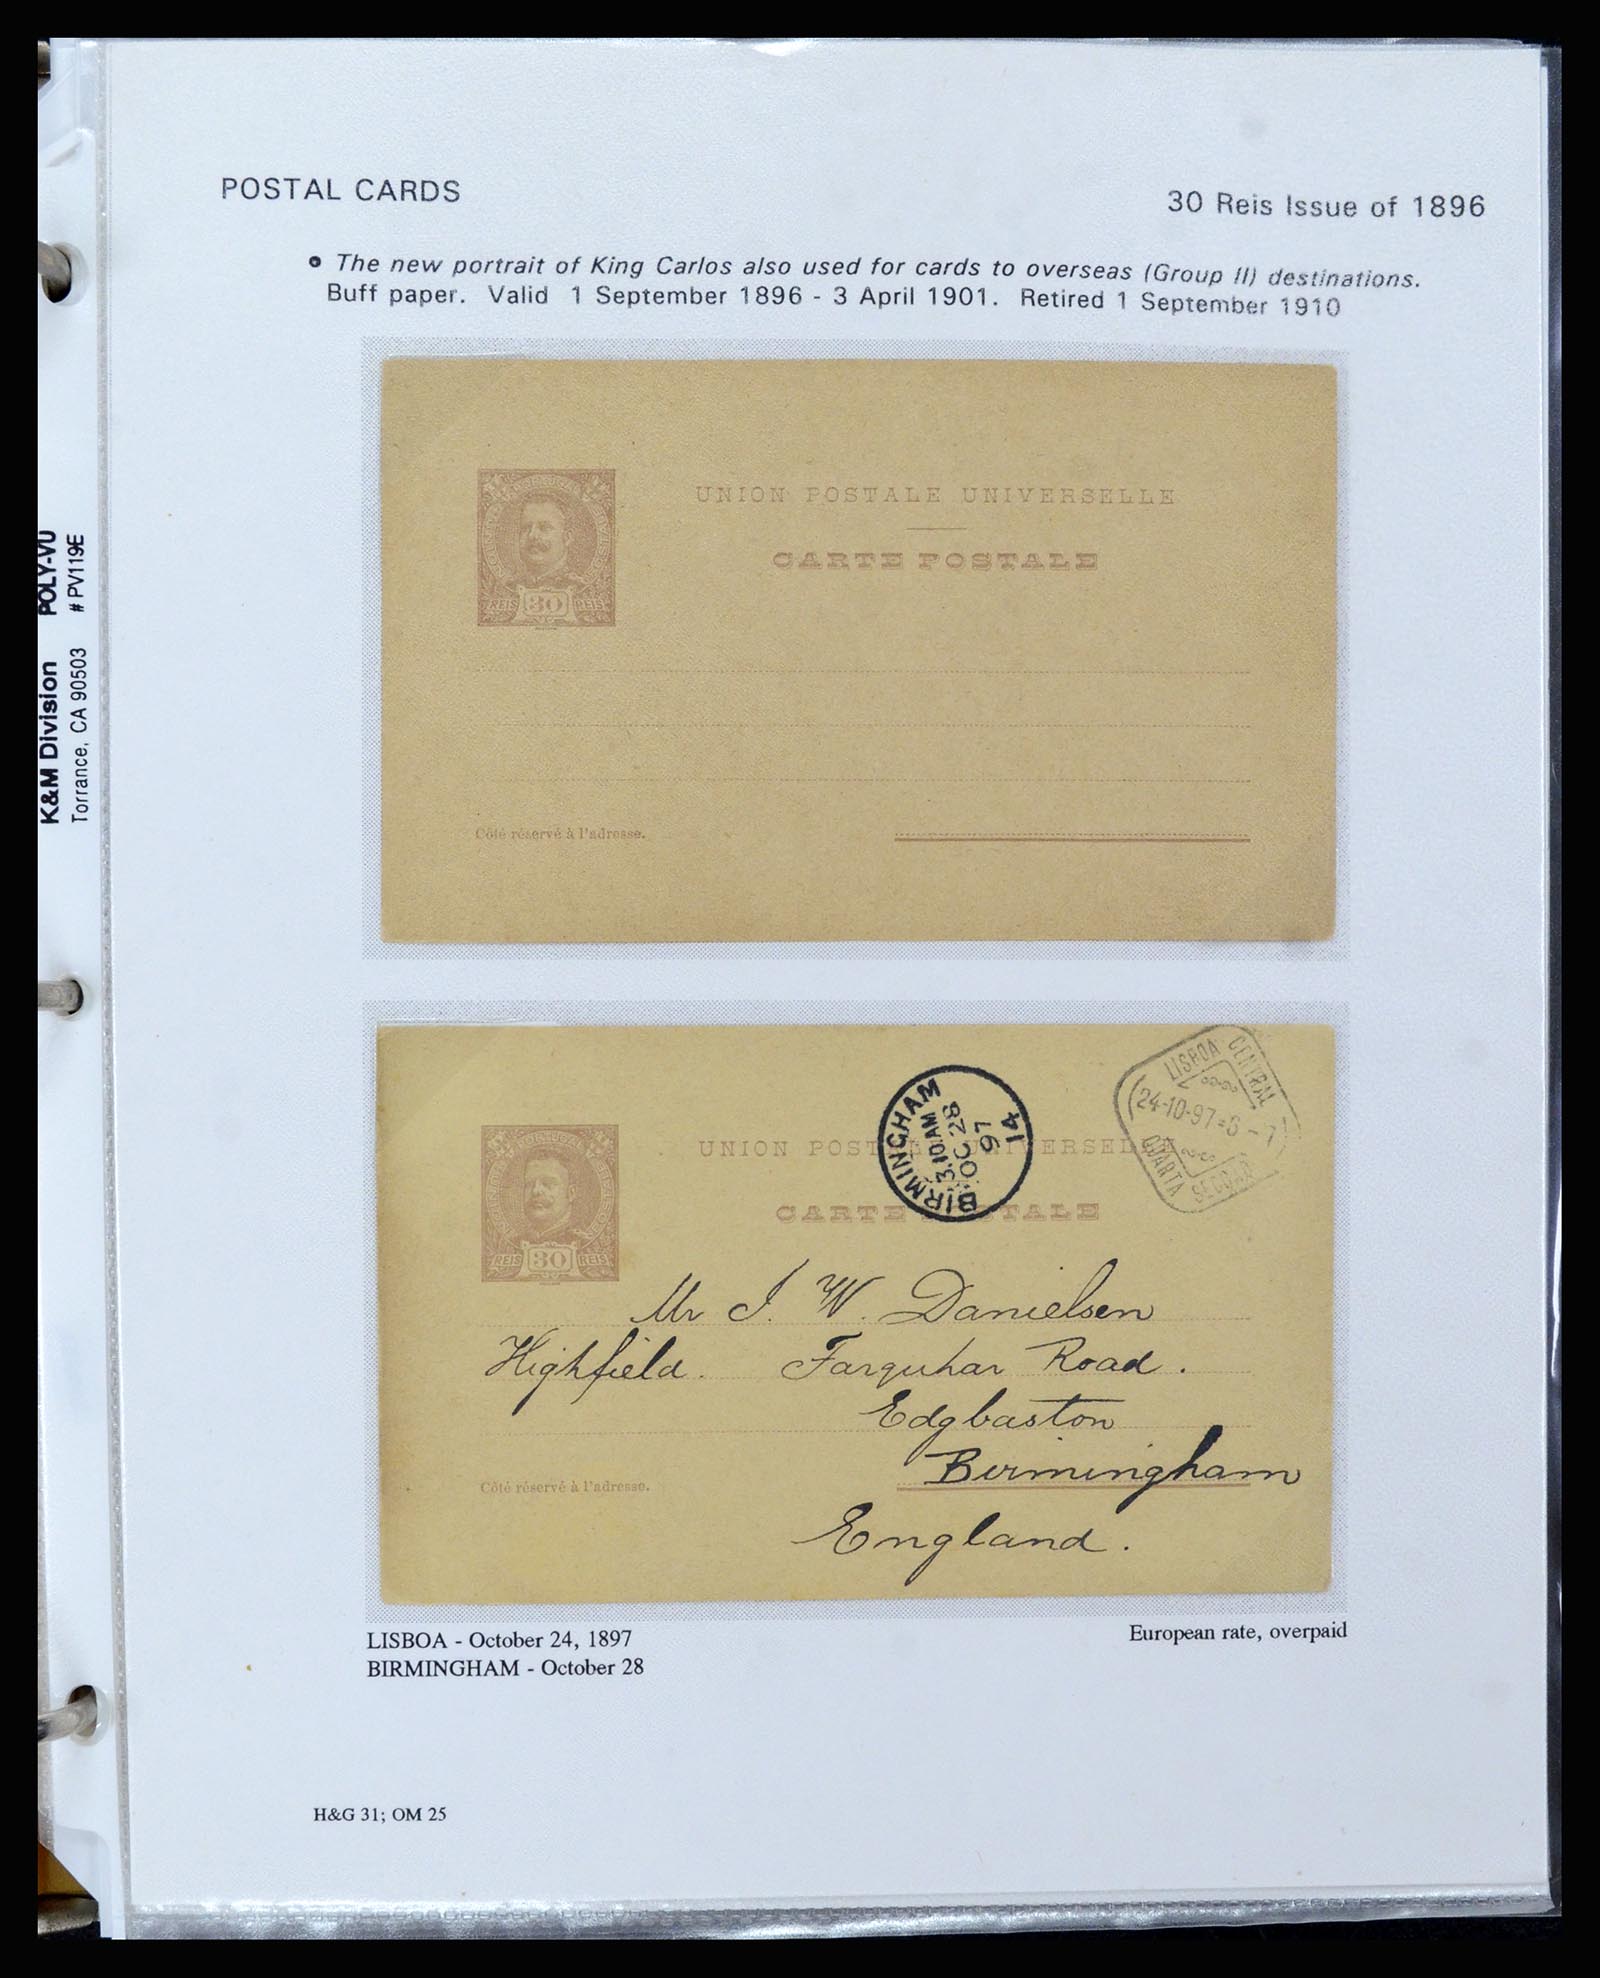 POSTAL CARDS
30 Reis Issue of 1896
• The new portrait of King Carlos also used for cards to overseas (Group II) destinations.
Buff paper. Valid 1 September 1896 - 3 April 1901. Retired 1 September 1910
K&M Division POLY-VU
Torrance, CA 90503 # PV119E
UNION POSTALE UNIVERSELLE
CARTE POSTALE
REIS 30 REIS
Côté réservé à l'adresse.
LISBOA CENTRAL
24-10-97
QUARTA SECÇÃO
BIRMINGHAM
3.10AM
OC 28
97
14
UNION POSTALE UNIVERSELLE
CARTE POSTALE
REIS 30 REIS
Mr J. W. Danielsen
Highfield. Farquhar Road.
Edgbaston
Birmingham
England.
Côté réservé à l'adresse.
LISBOA - October 24, 1897
BIRMINGHAM - October 28
European rate, overpaid
H&G 31; OM 25